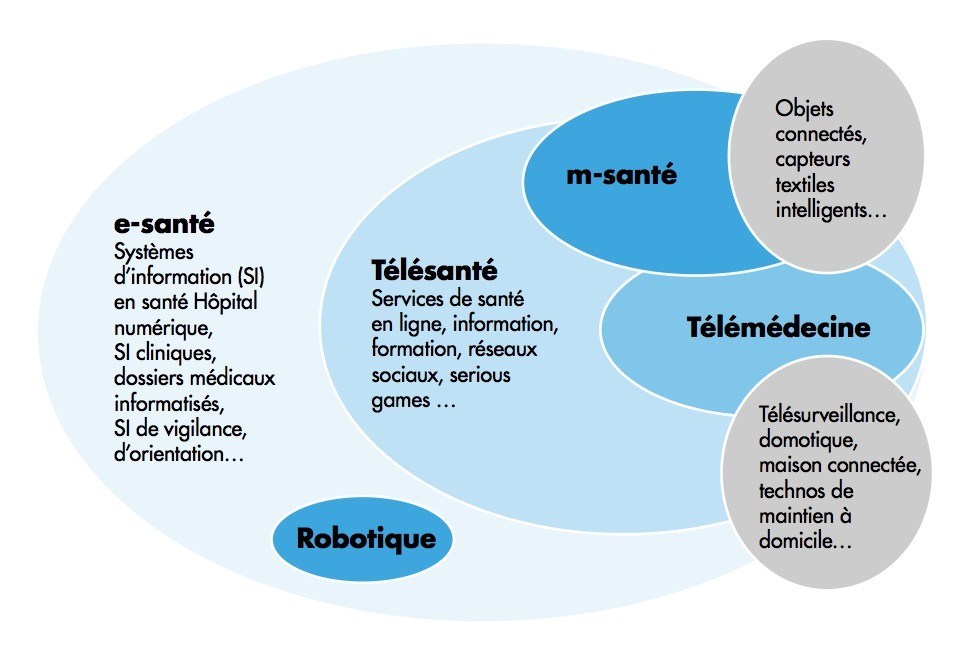 e-santé
Systèmes
d’information (SI)
en santé Hôpital
numérique,
SI cliniques,
dossiers médicaux
informatisés,
SI de vigilance,
d’orientation…
Télésanté
Services de santé
en ligne, information,
formation, réseaux
sociaux, serious
games …
m-santé
Objets
connectés,
capteurs
textiles
intelligents…
Télémédecine
Télésurveillance,
domotique,
maison connectée,
technos de
maintien à
domicile…
Robotique